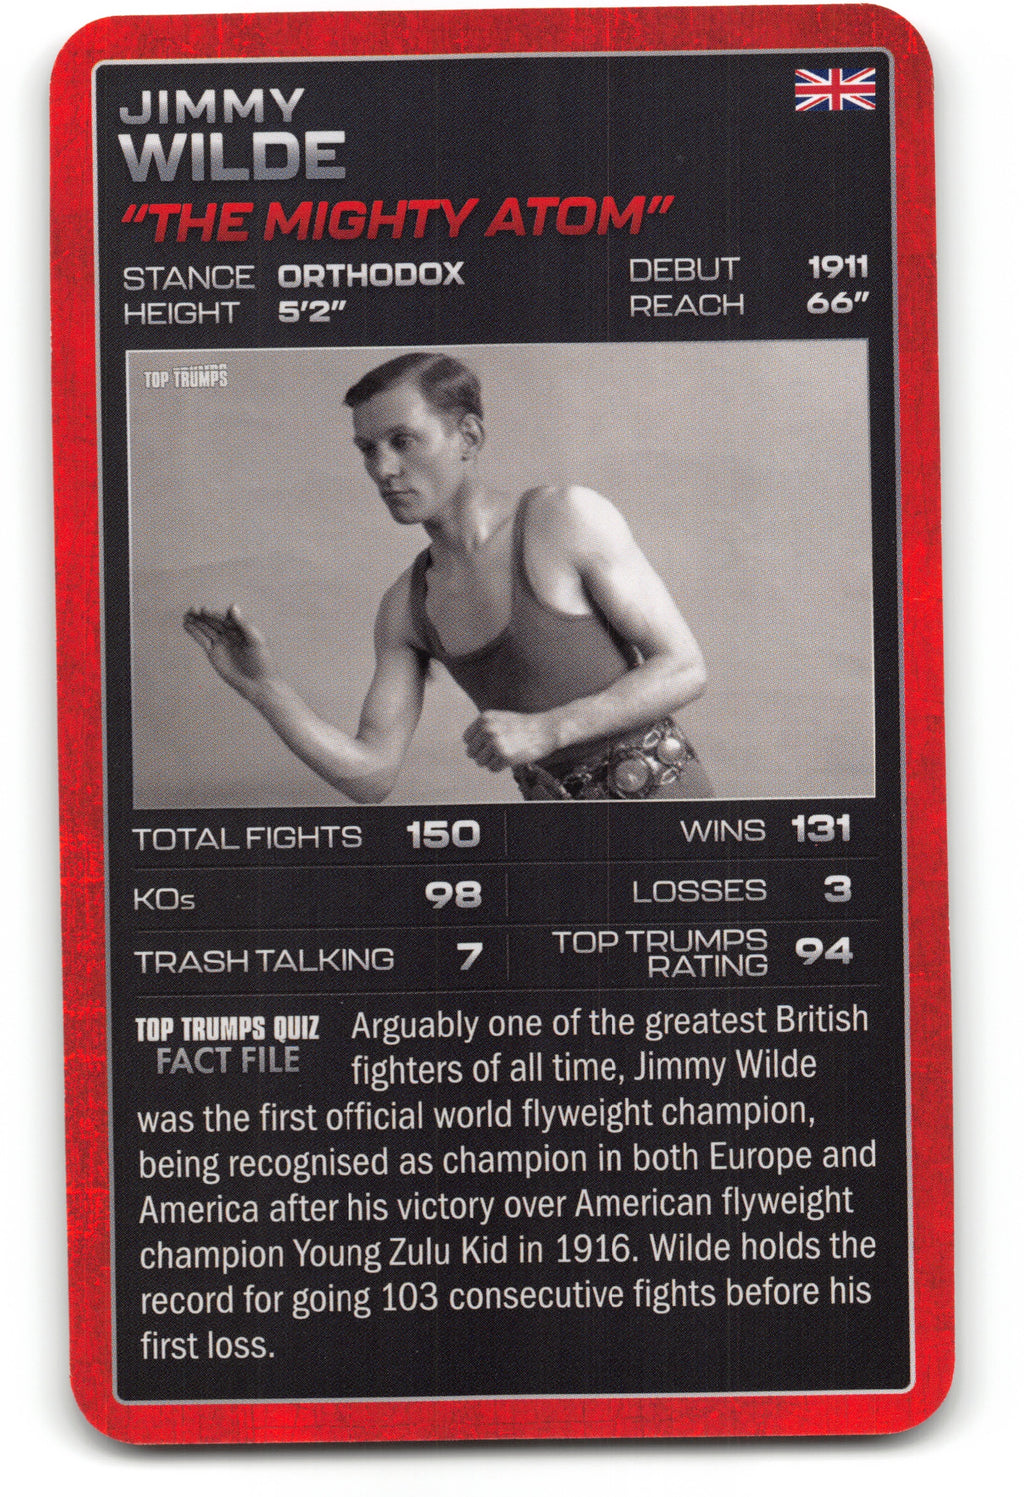 JIMMY
WILDE
"THE MIGHTY ATOM"
STANCE ORTHODOX DEBUT 1911
HEIGHT 5'2" REACH 66"
TOP TRUMPS
TOTAL FIGHTS 150 WINS 131
KOs 98 LOSSES 3
TRASH TALKING 7 TOP TRUMPS RATING 94
TOP TRUMPS QUIZ
FACT FILE
Arguably one of the greatest British
fighters of all time, Jimmy Wilde
was the first official world flyweight champion,
being recognised as champion in both Europe and
America after his victory over American flyweight
champion Young Zulu Kid in 1916. Wilde holds the
record for going 103 consecutive fights before his
first loss.